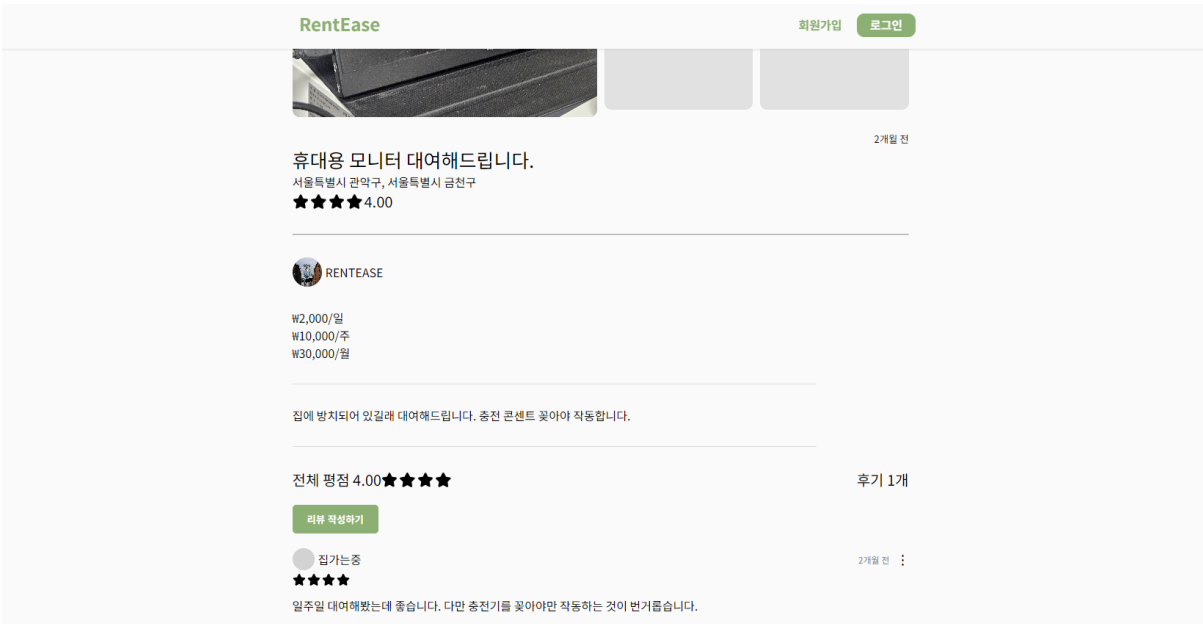 RentEase
회원가입
로그인
2개월 전
휴대용 모니터 대여해드립니다.
서울특별시 관악구, 서울특별시 금천구
4.00
RENTEASE
₩2,000/일
₩10,000/주
₩30,000/월
집에 방치되어 있길래 대여해드립니다. 충전 콘센트 꽂아야 작동합니다.
전체 평점 4.00
후기 1개
리뷰 작성하기
집가는중
2개월 전
일주일 대여해봤는데 좋습니다. 다만 충전기를 꽂아야만 작동하는 것이 번거롭습니다.